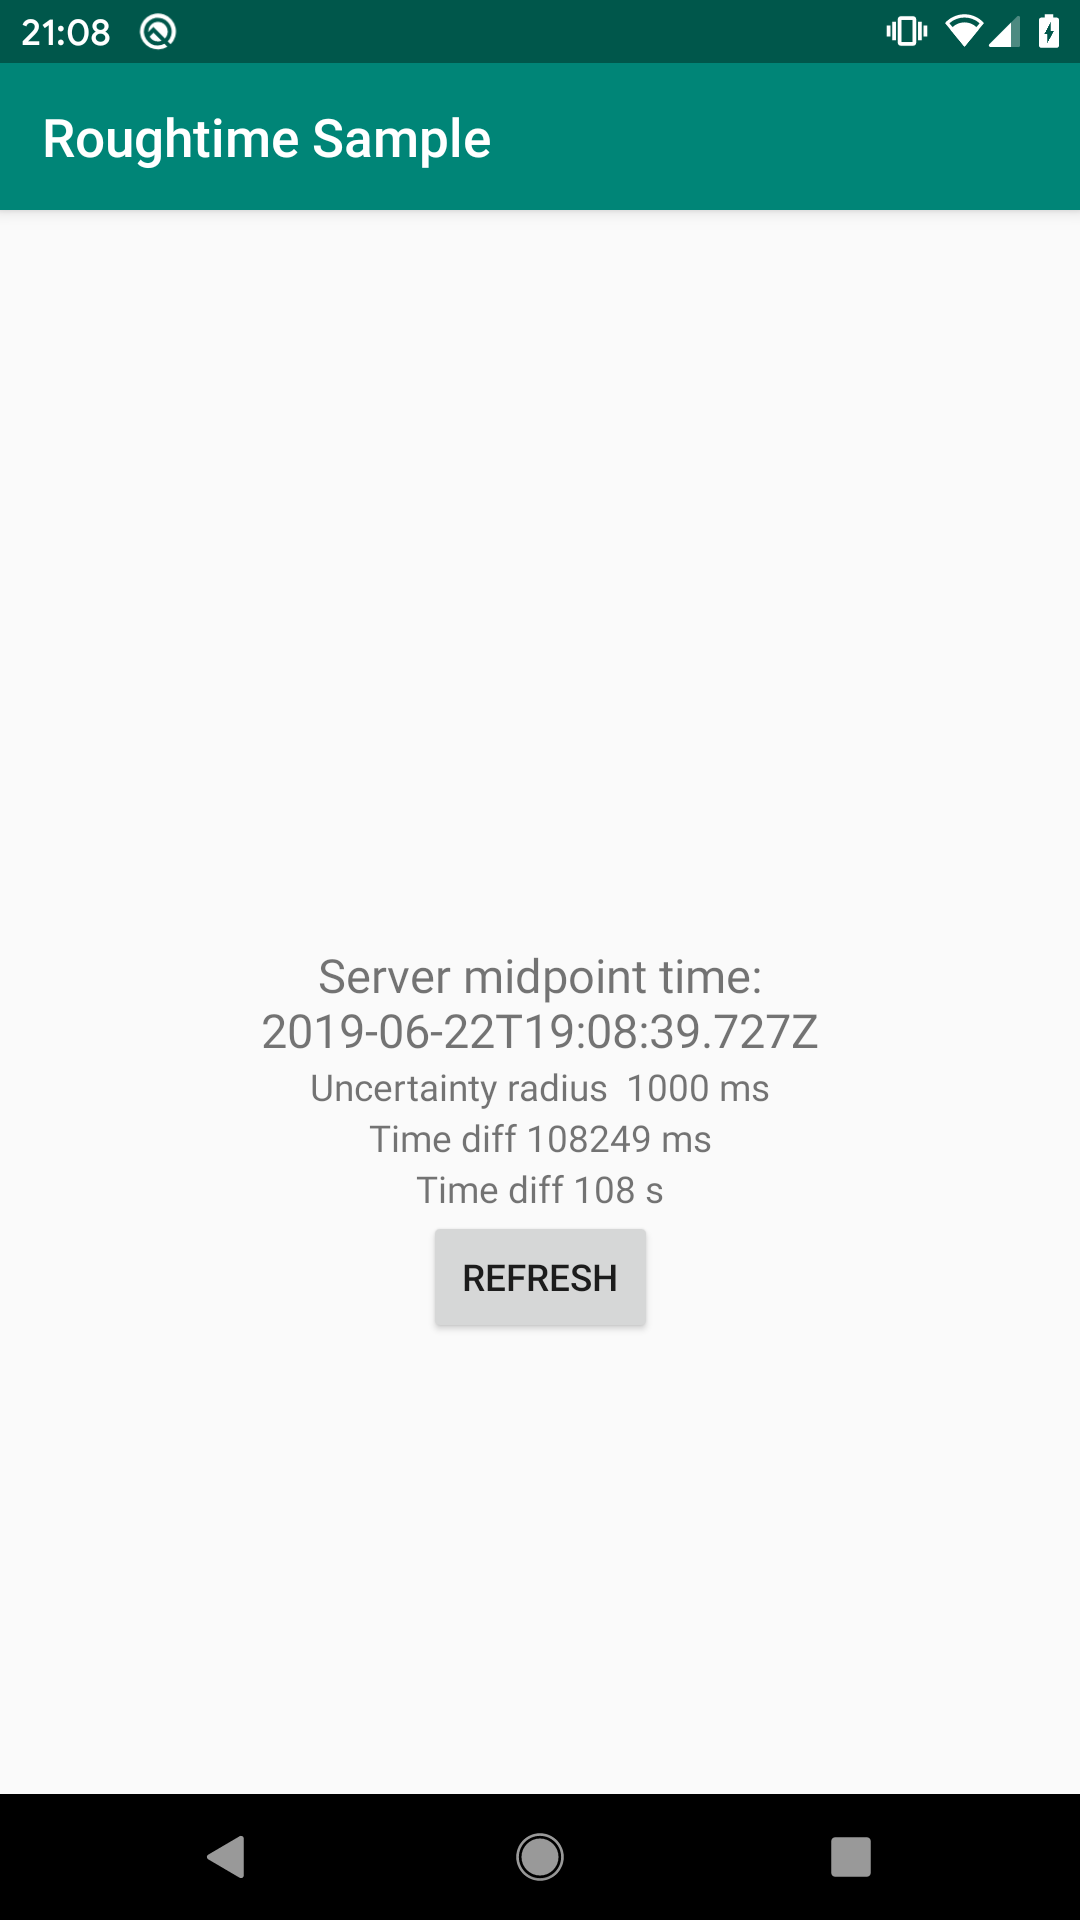 21:08
Roughtime Sample
Server midpoint time:
2019-06-22T19:08:39.727Z
Uncertainty radius  1000 ms
Time diff 108249 ms
Time diff 108 s
REFRESH